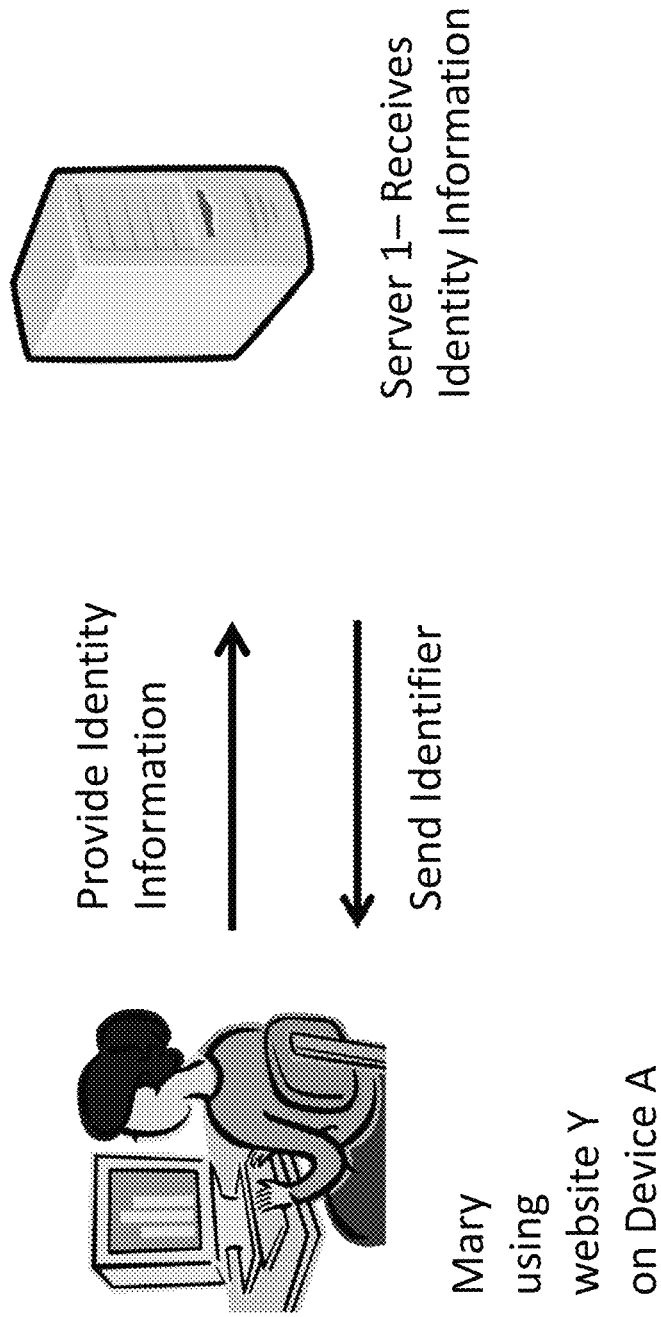 Mary
using
website Y
on Device A
Provide Identity
Information
Send Identifier
Server 1– Receives
Identity Information